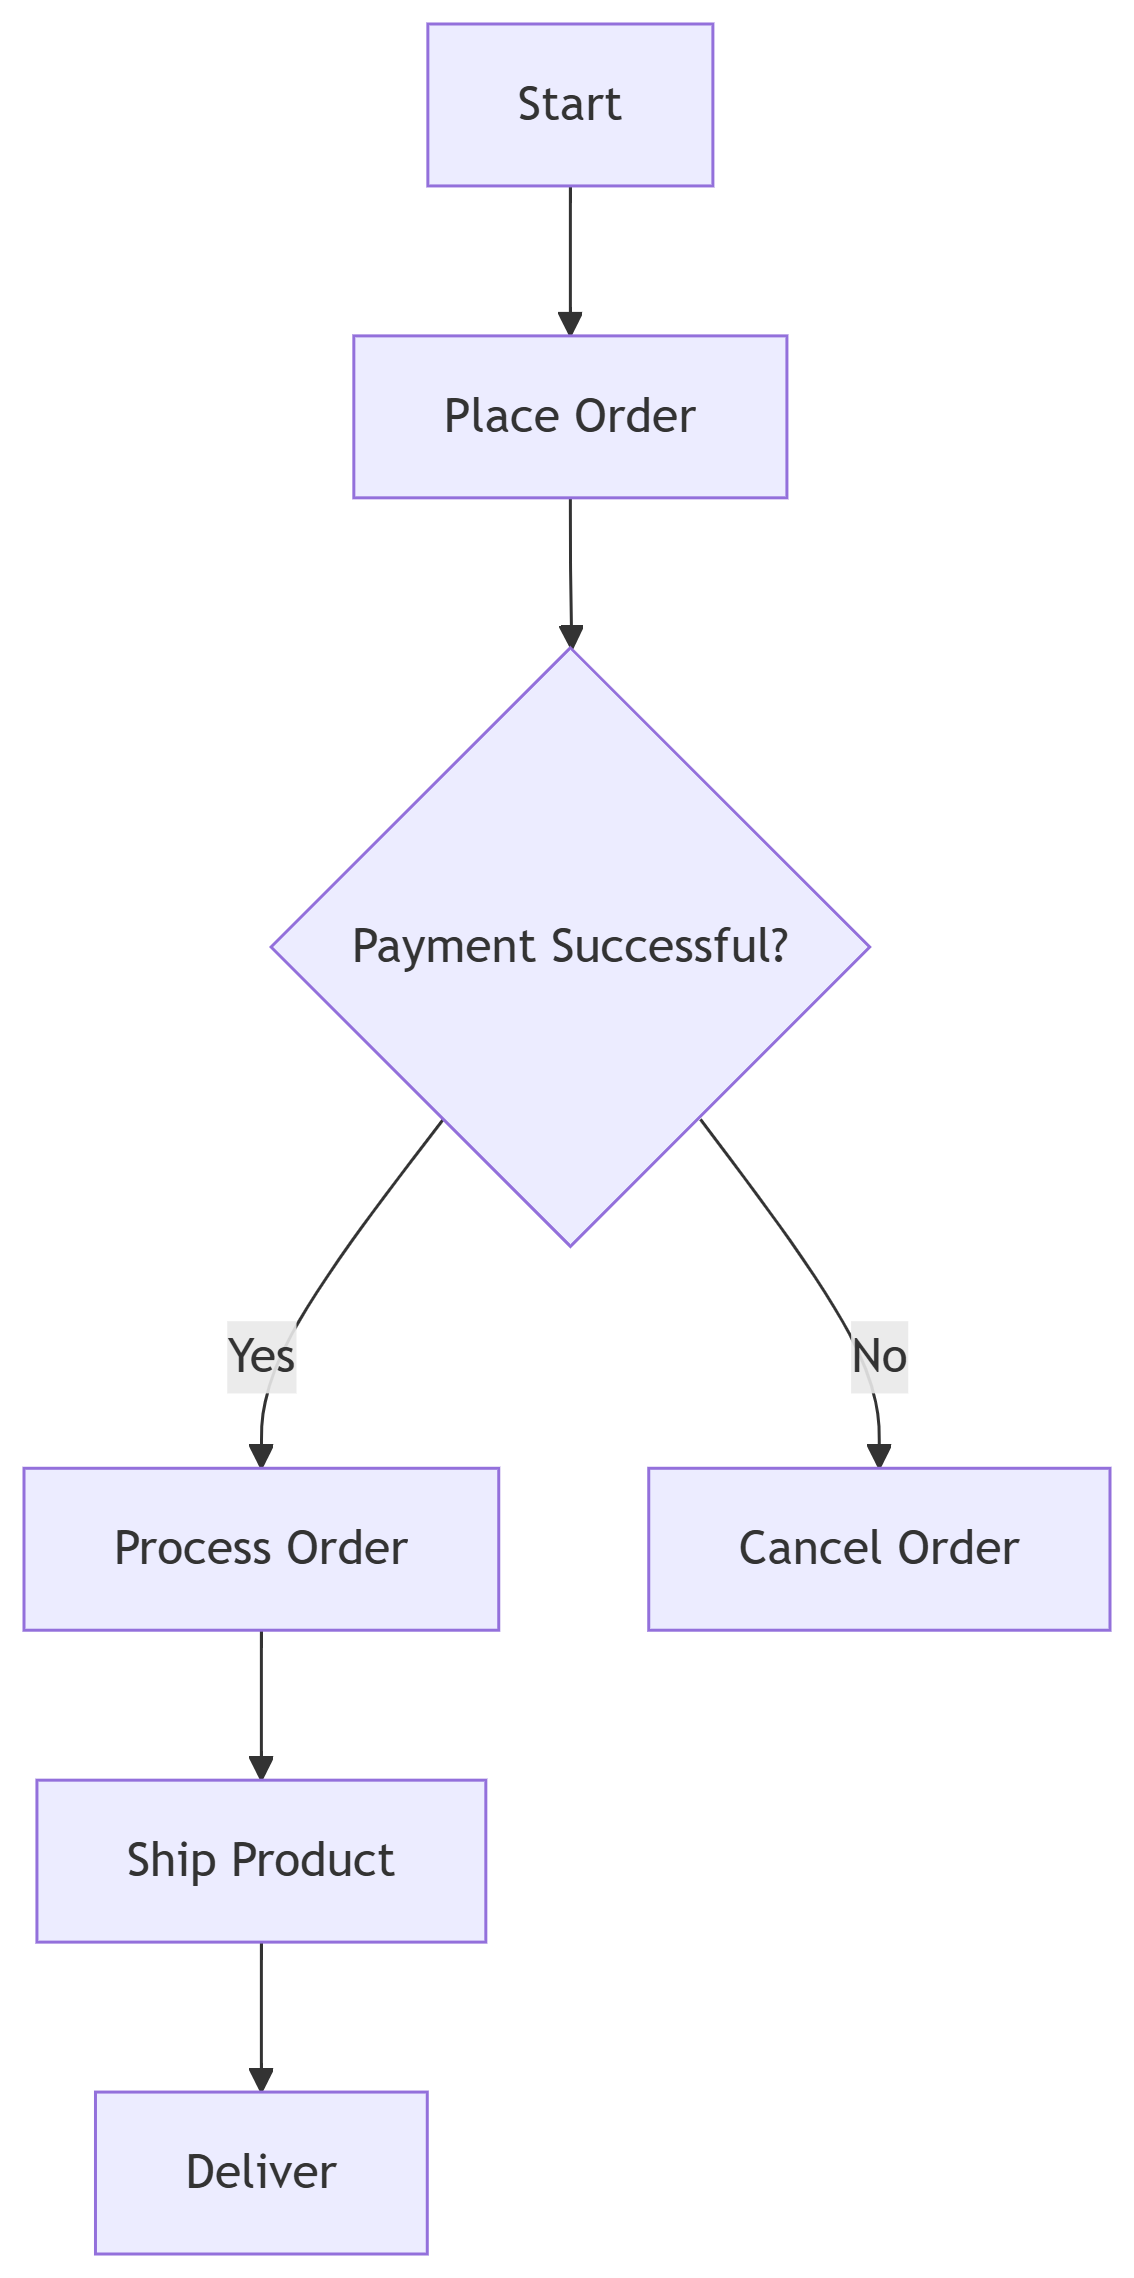 Start
Place Order
Payment Successful?
Yes
No
Process Order
Cancel Order
Ship Product
Deliver